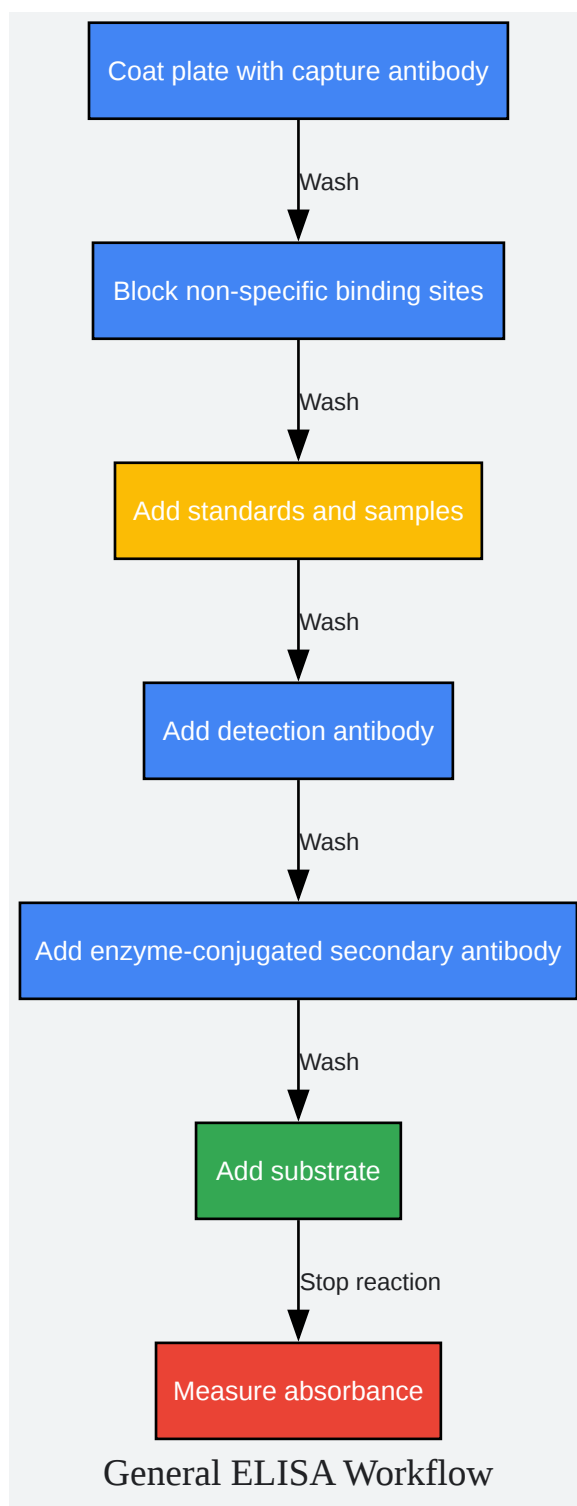 Coat plate with capture antibody
Wash
Block non-specific binding sites
Wash
Add standards and samples
Wash
Add detection antibody
Wash
Add enzyme-conjugated secondary antibody
Wash
Add substrate
Stop reaction
Measure absorbance
General ELISA Workflow